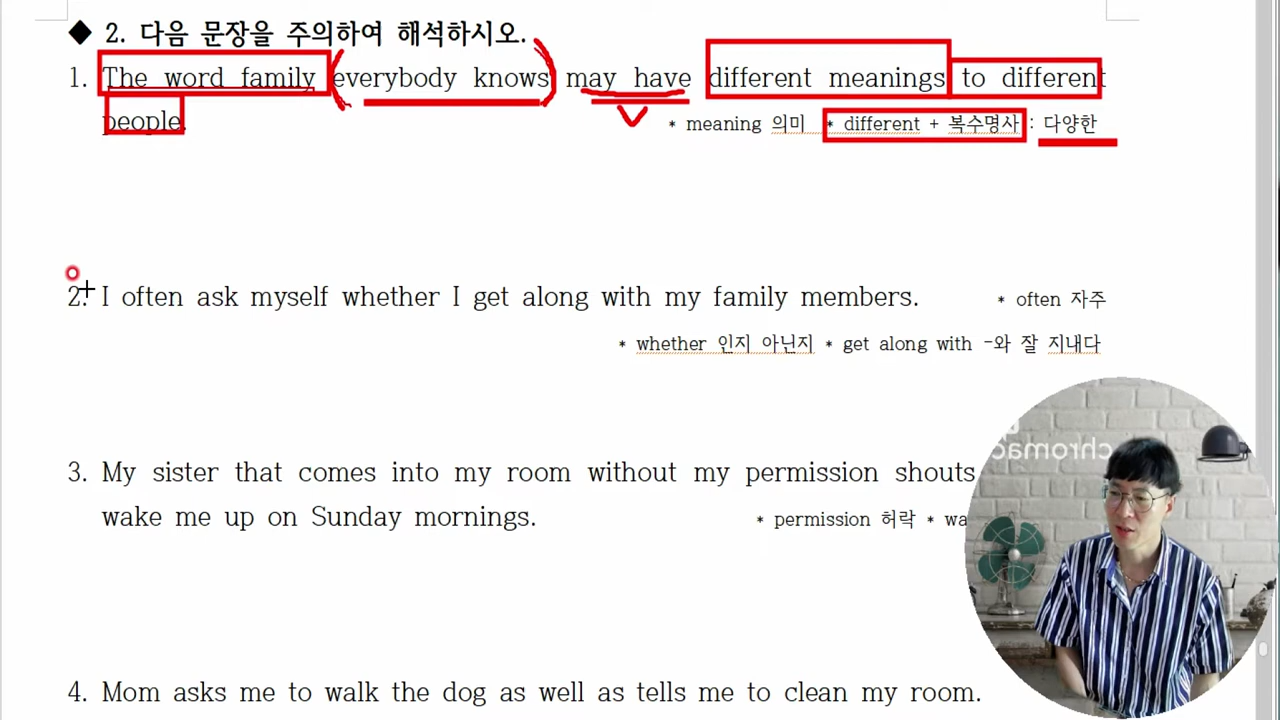 ◆ 2. 다음 문장을 주의하여 해석하시오.
1. The word family everybody knows may have different meanings to different
people.
* meaning 의미 * different + 복수명사 : 다양한
2. I often ask myself whether I get along with my family members. * often 자주
* whether 인지 아닌지 * get along with -와 잘 지내다
3. My sister that comes into my room without my permission shouts
wake me up on Sunday mornings. * permission 허락 * wa
4. Mom asks me to walk the dog as well as tells me to clean my room.